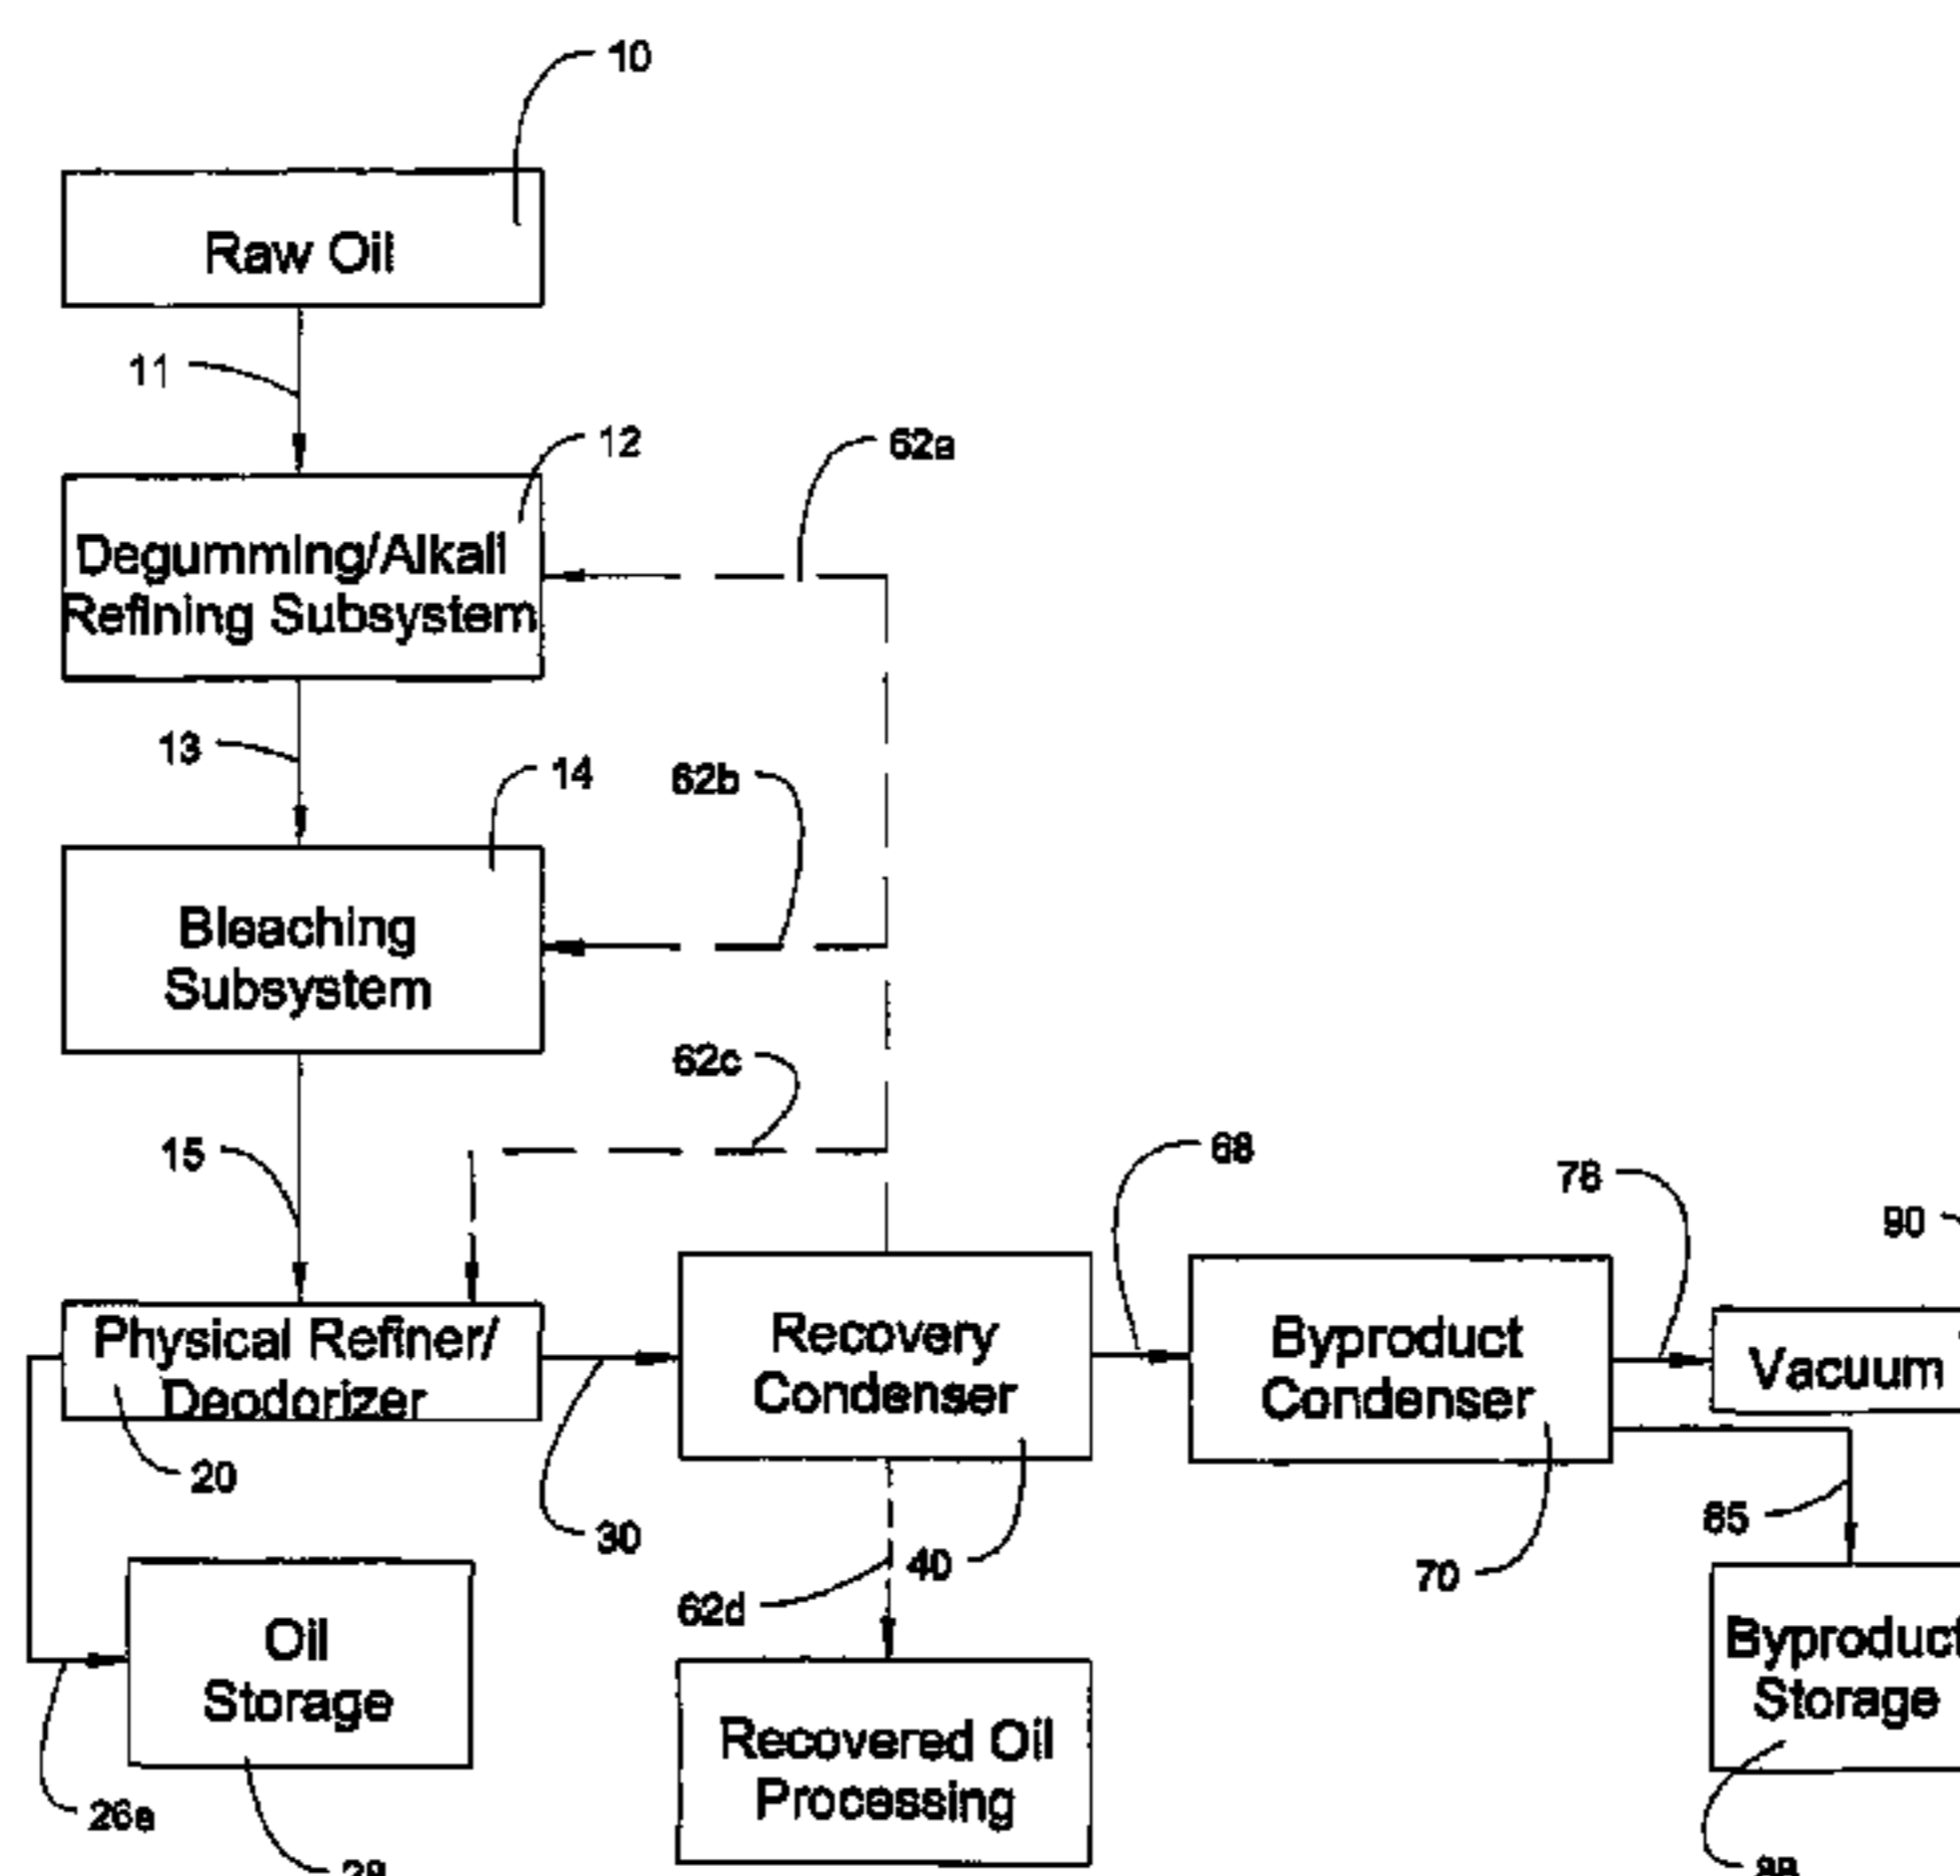 10
Raw Oil
11
12
62a
Degumming/Alkali
Refining Subsystem
13
14
62b
Bleaching
Subsystem
62c
15
68
78
90
Physical Refiner/
Deodorizer
Recovery
Condenser
Byproduct
Condenser
Vacuum
20
30
40
70
85
62d
Oil
Storage
Byproduct
Storage
Recovered Oil
Processing
26a